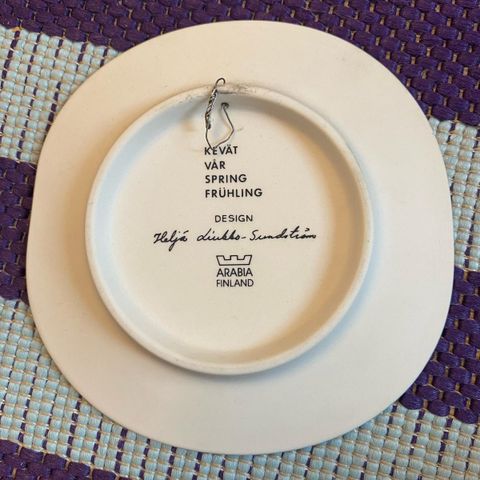 KEVÄT
VÅR
SPRING
FRÜHLING
DESIGN
Heljä Liukko-Sundström
ARABIA
FINLAND